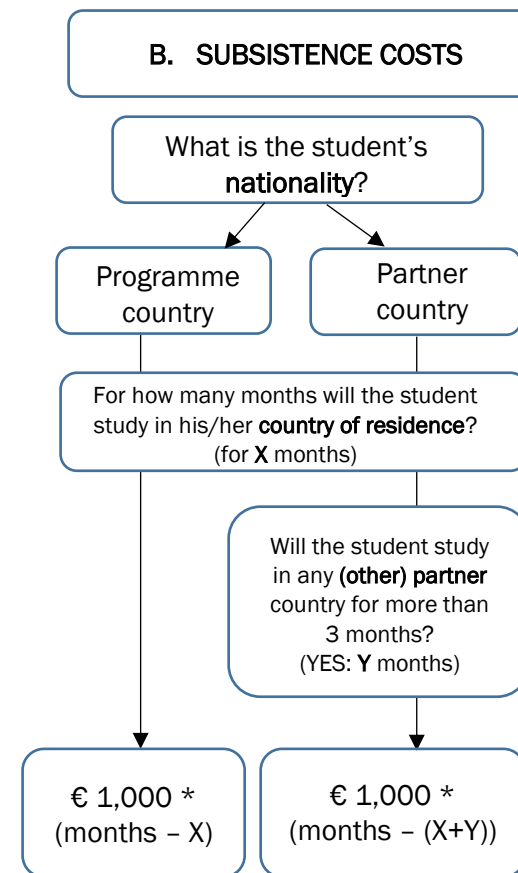 B. SUBSISTENCE COSTS
What is the student's
nationality?
Programme
country
Partner
country
For how many months will the student
study in his/her country of residence?
(for X months)
Will the student study
in any (other) partner
country for more than
3 months?
(YES: Y months)
€ 1,000 *
(months – X)
€ 1,000 *
(months – (X+Y))